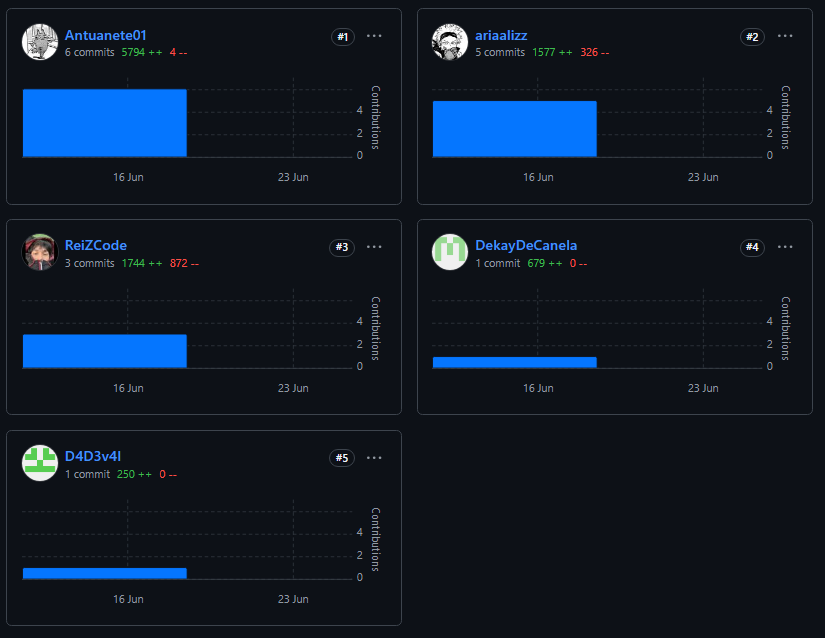 Antuanete01 #1 ···
6 commits 5794 ++ 4 --
Contributions
4
2
0
16 Jun 23 Jun
ariaalizz #2 ···
5 commits 1577 ++ 326 --
Contributions
4
2
0
16 Jun 23 Jun
ReiZCode #3 ···
3 commits 1744 ++ 872 --
Contributions
4
2
0
16 Jun 23 Jun
DekayDeCanela #4 ···
1 commit 679 ++ 0 --
Contributions
4
2
0
16 Jun 23 Jun
D4D3v4l #5 ···
1 commit 250 ++ 0 --
Contributions
4
2
0
16 Jun 23 Jun